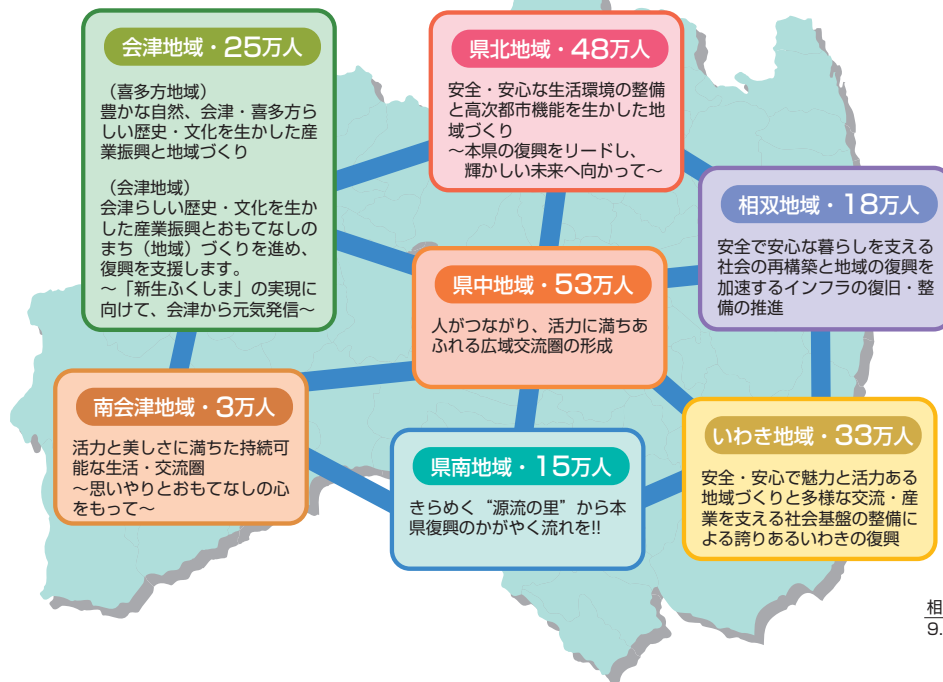 会津地域・25万人
（喜多方地域）
豊かな自然、会津・喜多方ら
しい歴史・文化を生かした産
業振興と地域づくり
（会津地域）
会津らしい歴史・文化を生か
した産業振興とおもてなしの
まち（地域）づくりを進め、
復興を支援します。
～「新生ふくしま」の実現に
向けて、会津から元気発信～
県北地域・48万人
安全・安心な生活環境の整備
と高次都市機能を生かした地
域づくり
～本県の復興をリードし、
輝かしい未来へ向かって～
相双地域・18万人
安全で安心な暮らしを支える
社会の再構築と地域の復興を
加速するインフラの復旧・整
備の推進
県中地域・53万人
人がつながり、活力に満ちあ
ふれる広域交流圏の形成
南会津地域・3万人
活力と美しさに満ちた持続可
能な生活・交流圏
～思いやりとおもてなしの心
をもって～
県南地域・15万人
きらめく“源流の里”から本
県復興のかがやく流れを!!
いわき地域・33万人
安全・安心で魅力と活力ある
地域づくりと多様な交流・産
業を支える社会基盤の整備に
よる誇りあるいわきの復興
相
9.